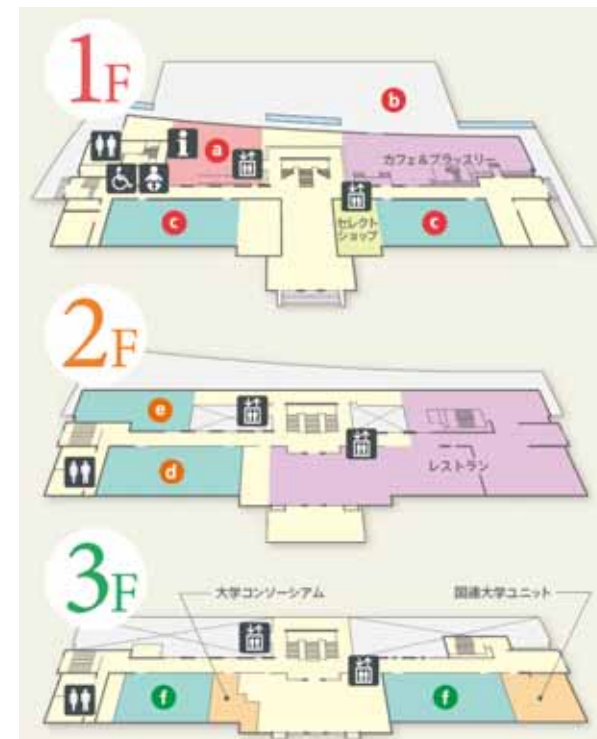 1F
b
a
カフェ&ブラッスリー
c
セレクト
ショップ
c
2F
e
d
レストラン
3F
大学コンソーシアム
国連大学ユニット
f
f